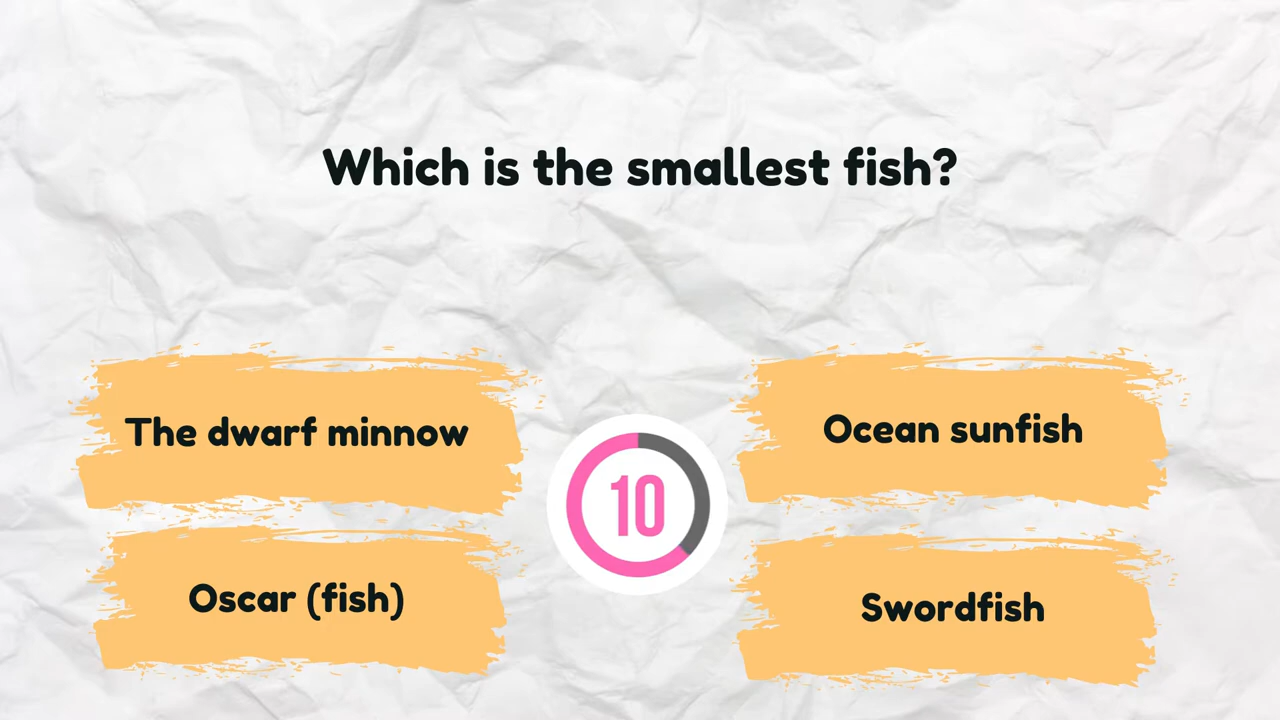 Which is the smallest fish?
The dwarf minnow
Ocean sunfish
10
Oscar (fish)
Swordfish